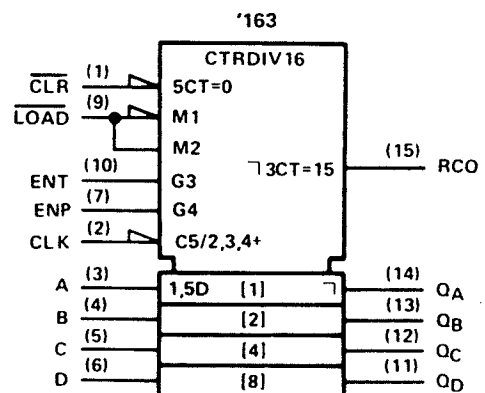 '163
CTRDIV16
CLR (1) 5CT=0
LOAD (9) M1
M2
ENT (10) G3
ENP (7) G4
CLK (2) C5/2,3,4+
¬3CT=15 (15) RCO
A (3) 1,5D [1] ¬ (14) QA
B (4) [2] (13) QB
C (5) [4] (12) QC
D (6) [8] (11) QD